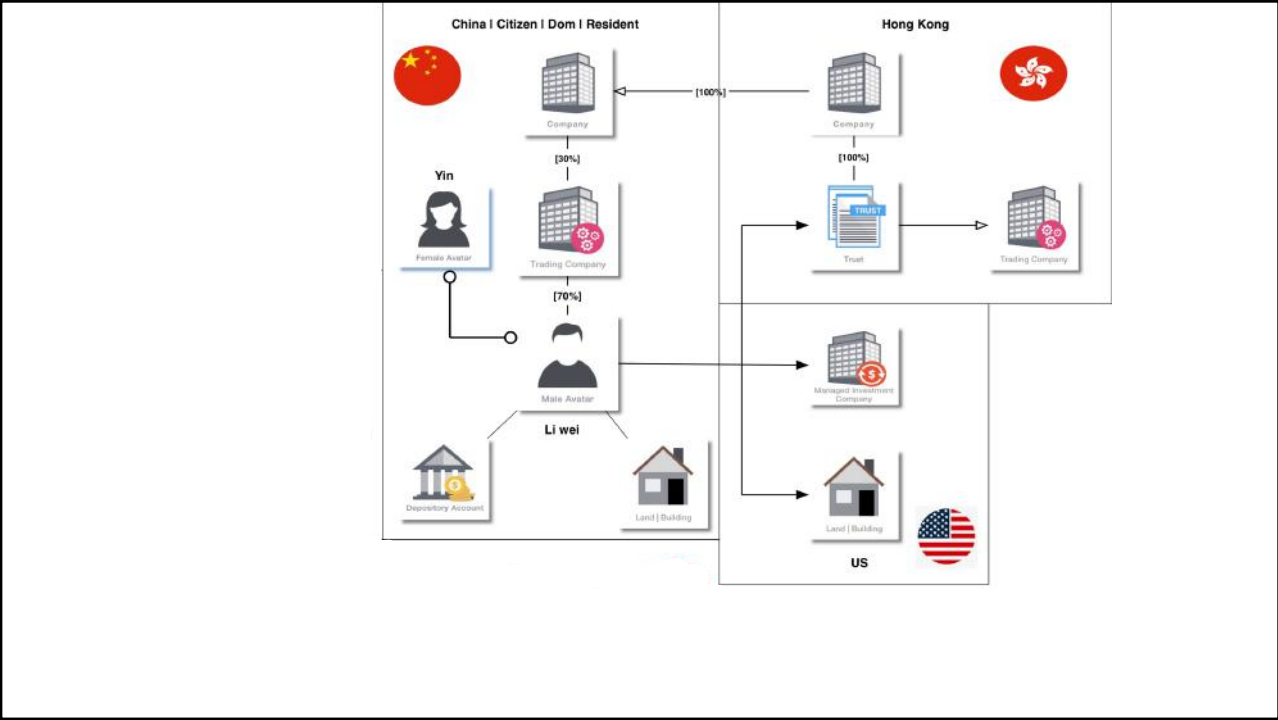 China | Citizen | Dom | Resident
Hong Kong
Company
[100%]
Company
[30%]
[100%]
Yin
Female Avatar
Trading Company
TRUST
Trust
Trading Company
[70%]
Male Avatar
Li wei
$
Managed Investment
Company
$
Depository Account
Land | Building
Land | Building
US